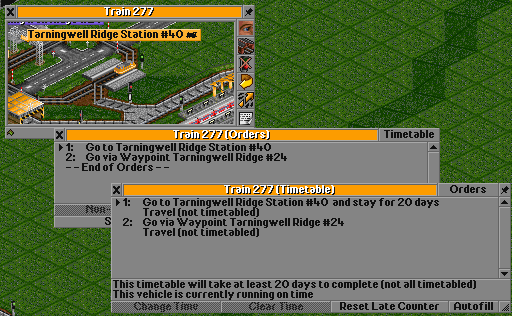 Train 277
Tarningwell Ridge Station #40
Train 277 (Orders)
Timetable
1: Go to Tarningwell Ridge Station #40
2: Go via Waypoint Tarningwell Ridge #24
- - End of Orders - -
Non-
S
Train 277 (Timetable)
Orders
1: Go to Tarningwell Ridge Station #40 and stay for 20 days
Travel (not timetabled)
2: Go via Waypoint Tarningwell Ridge #24
Travel (not timetabled)
This timetable will take at least 20 days to complete (not all timetabled)
This vehicle is currently running on time
Change Time
Clear Time
Reset Late Counter
Autofill